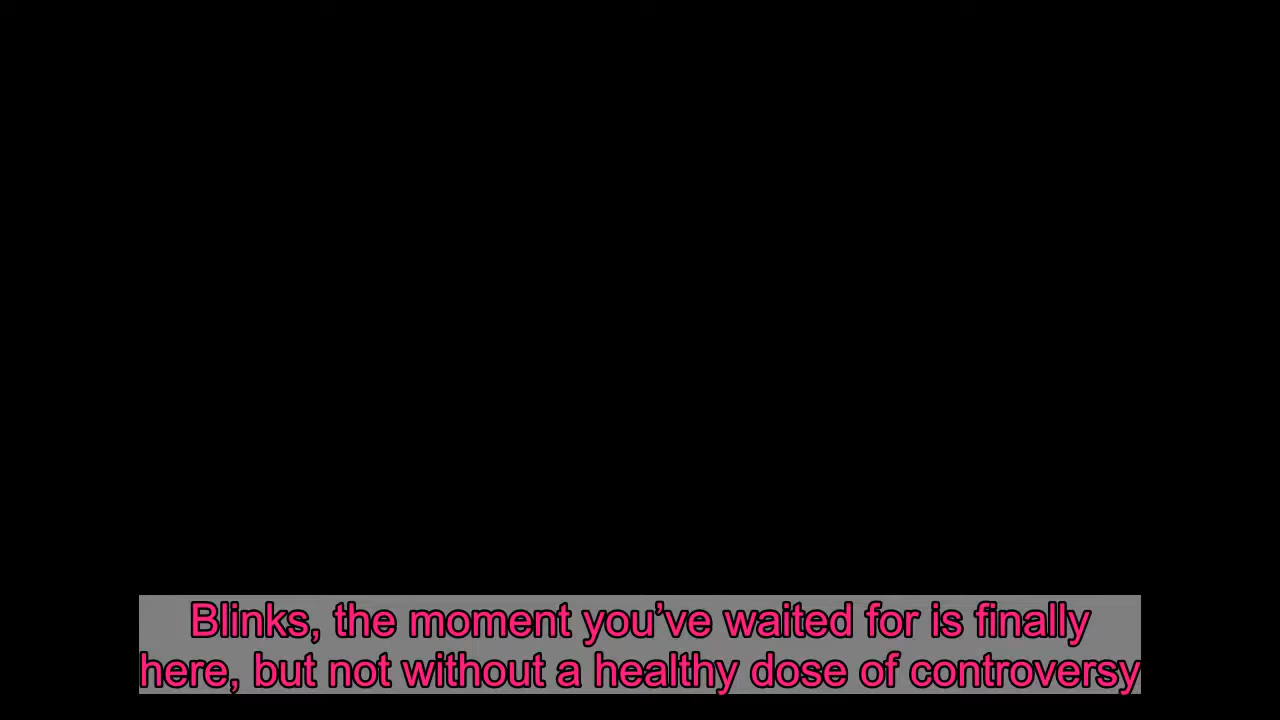 Blinks, the moment you’ve waited for is finally
here, but not without a healthy dose of controversy